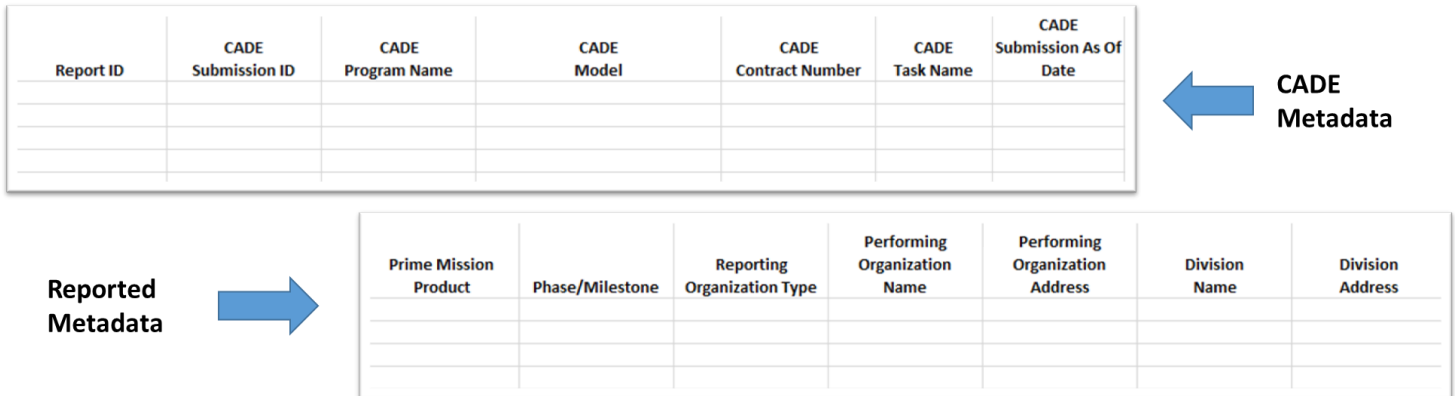 CADE
CADE CADE CADE CADE CADE Submission As Of
Report ID Submission ID Program Name Model Contract Number Task Name Date
CADE
Metadata
Performing Performing
Prime Mission Reporting Organization Organization Division Division
Product Phase/Milestone Organization Type Name Address Name Address
Reported
Metadata